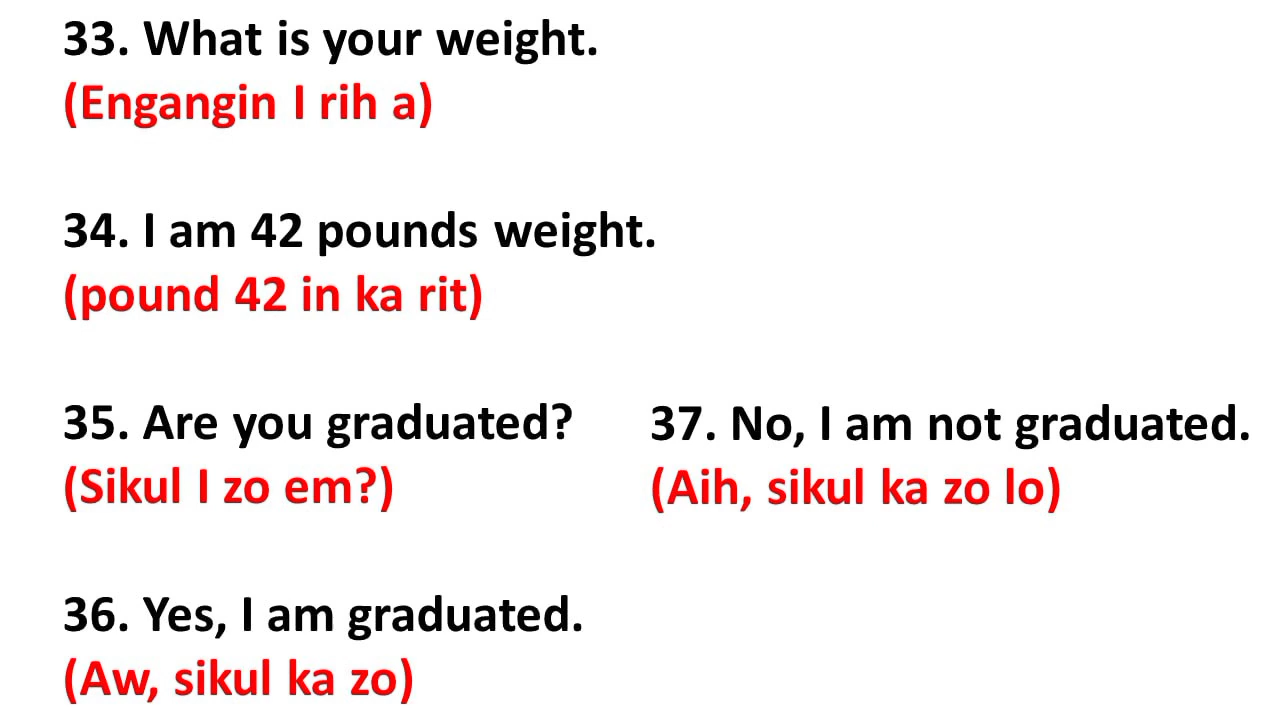 33. What is your weight.
(Engangin I rih a)
34. I am 42 pounds weight.
(pound 42 in ka rit)
35. Are you graduated?
(Sikul I zo em?)
36. Yes, I am graduated.
(Aw, sikul ka zo)
37. No, I am not graduated.
(Aih, sikul ka zo lo)